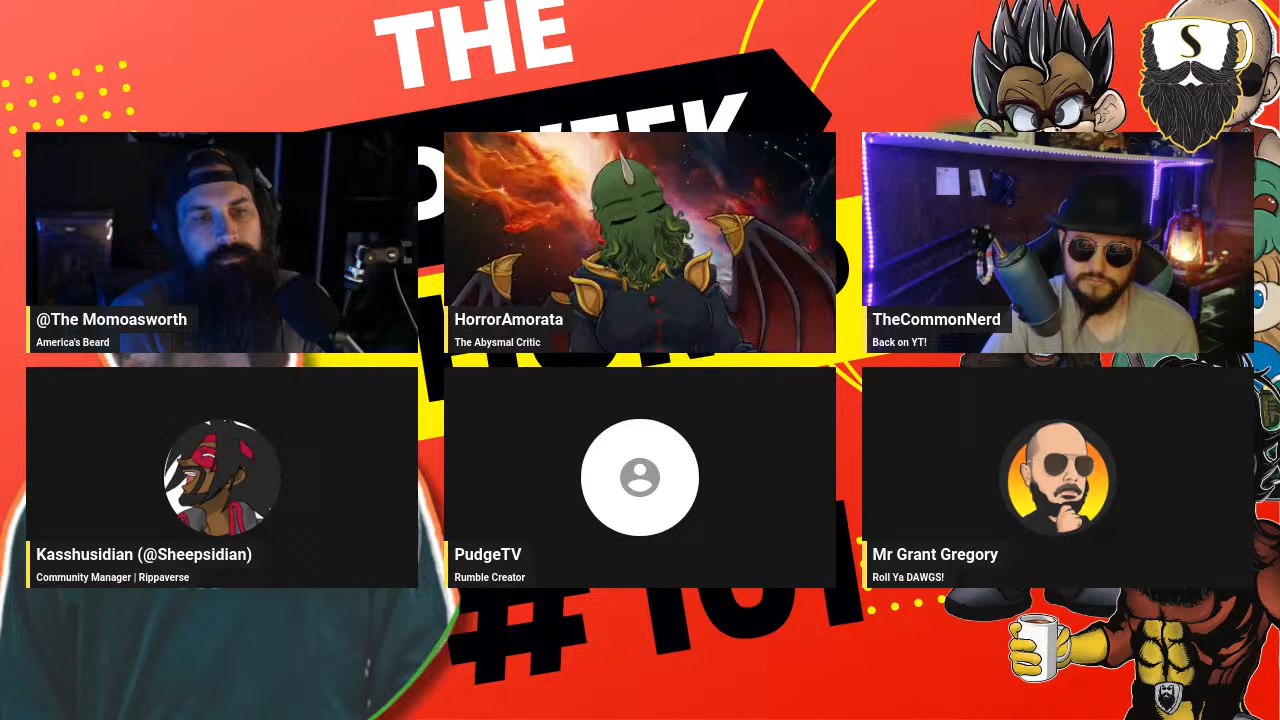 THE
WEEK
@The Momoasworth
America's Beard
HorrorAmorata
The Abysmal Critic
TheCommonNerd
Back on YT!
Kasshusidian (@Sheepsidian)
Community Manager | Rippaverse
PudgeTV
Rumble Creator
Mr Grant Gregory
Roll Ya DAWGS!
S